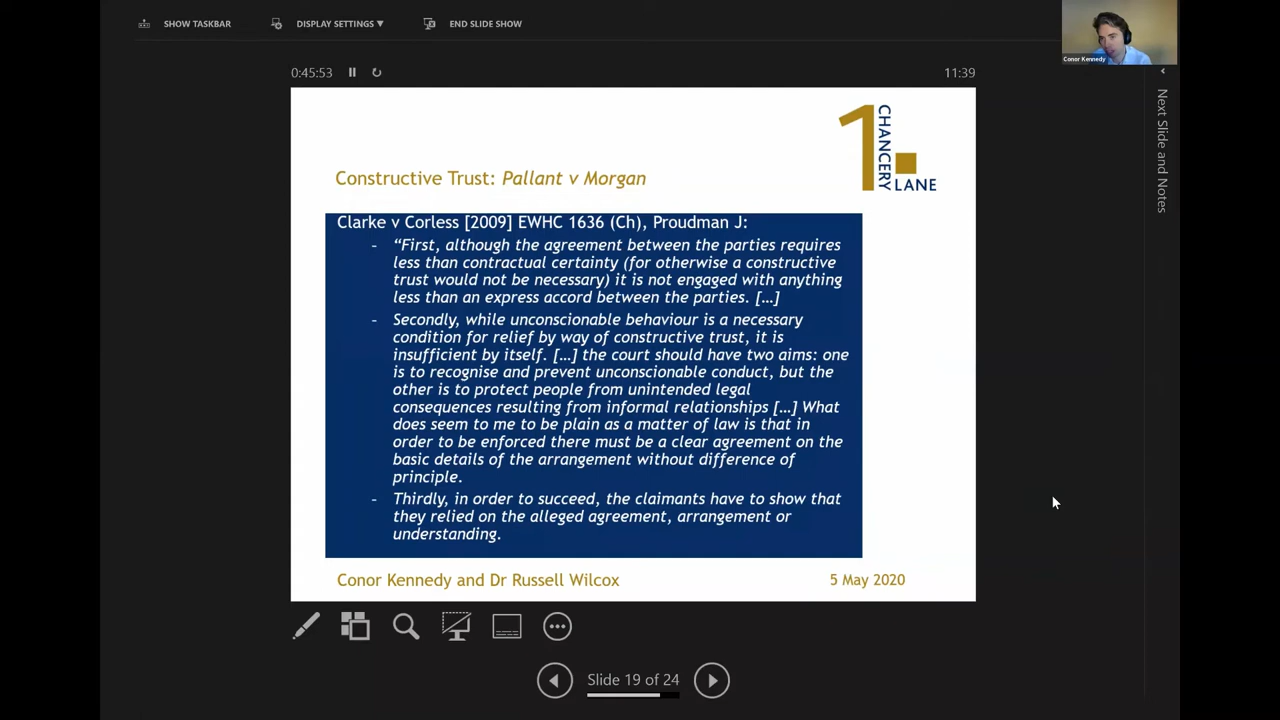 SHOW TASKBAR
DISPLAY SETTINGS ▼
END SLIDE SHOW
Conor Kennedy
0:45:53
11:39
Next Slide and Notes
1
CHANCERY
LANE
Constructive Trust: Pallant v Morgan
Clarke v Corless [2009] EWHC 1636 (Ch), Proudman J:
- “First, although the agreement between the parties requires
less than contractual certainty (for otherwise a constructive
trust would not be necessary) it is not engaged with anything
less than an express accord between the parties. […]
- Secondly, while unconscionable behaviour is a necessary
condition for relief by way of constructive trust, it is
insufficient by itself. […] the court should have two aims: one
is to recognise and prevent unconscionable conduct, but the
other is to protect people from unintended legal
consequences resulting from informal relationships […] What
does seem to me to be plain as a matter of law is that in
order to be enforced there must be a clear agreement on the
basic details of the arrangement without difference of
principle.
- Thirdly, in order to succeed, the claimants have to show that
they relied on the alleged agreement, arrangement or
understanding.
Conor Kennedy and Dr Russell Wilcox
5 May 2020
Slide 19 of 24